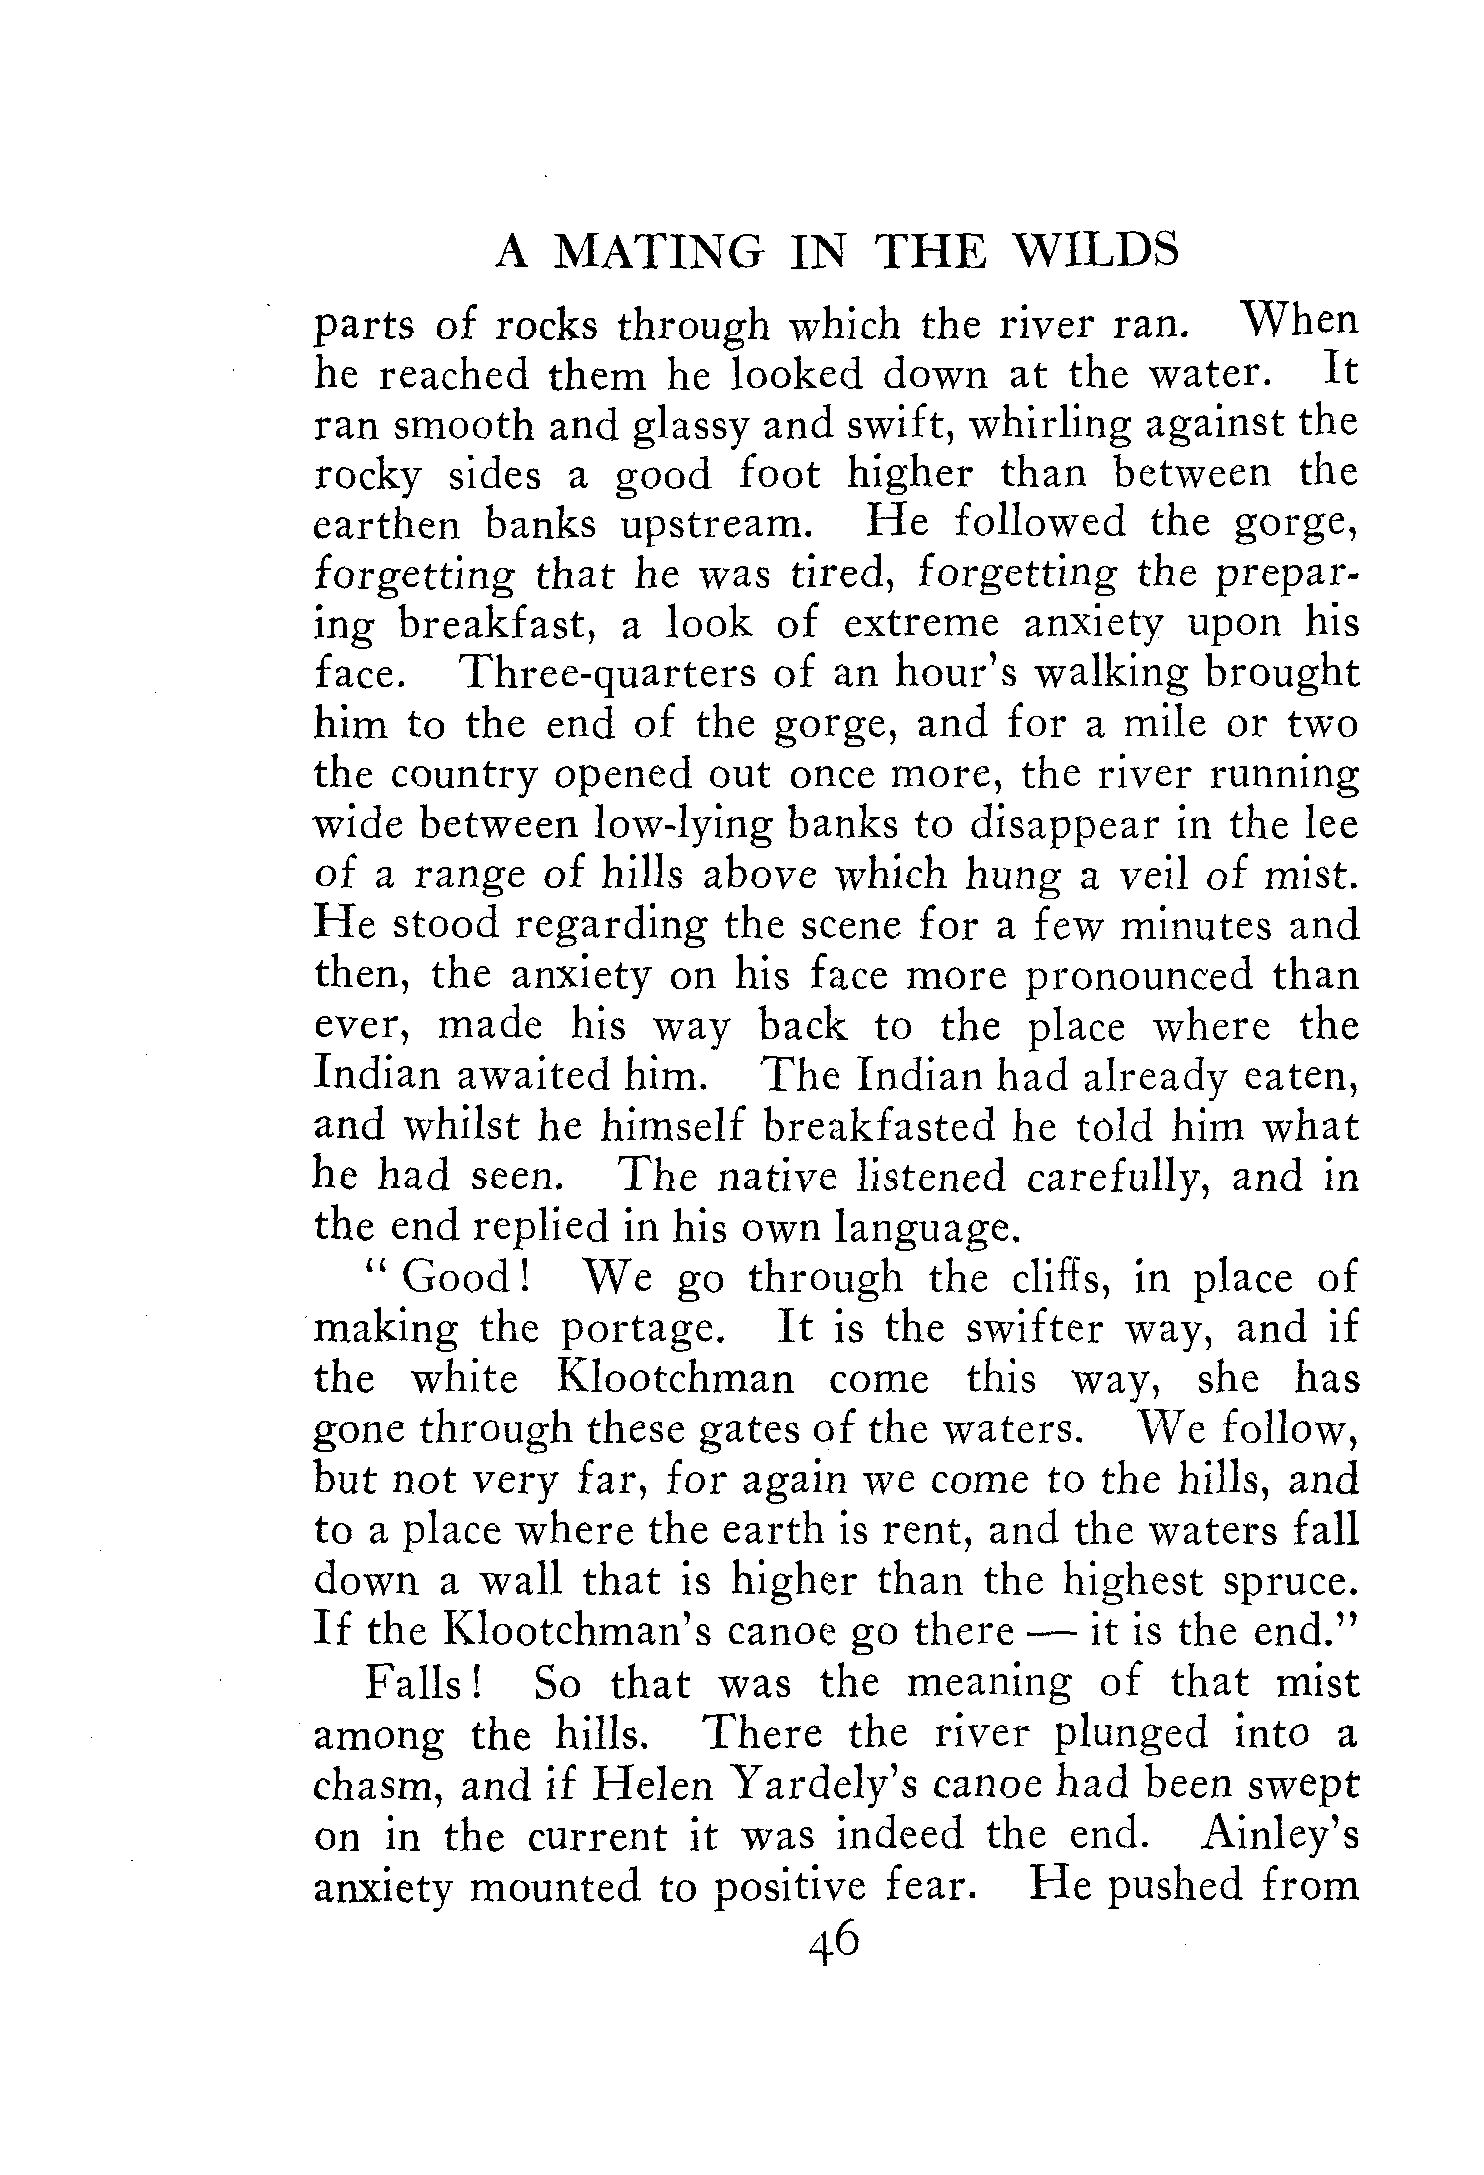 A MATING IN THE WILDS
parts of rocks through which the river ran. When
he reached them he looked down at the water. It
ran smooth and glassy and swift, whirling against the
rocky sides a good foot higher than between the
earthen banks upstream. He followed the gorge,
forgetting that he was tired, forgetting the prepar-
ing breakfast, a look of extreme anxiety upon his
face. Three-quarters of an hour's walking brought
him to the end of the gorge, and for a mile or two
the country opened out once more, the river running
wide between low-lying banks to disappear in the lee
of a range of hills above which hung a veil of mist.
He stood regarding the scene for a few minutes and
then, the anxiety on his face more pronounced than
ever, made his way back to the place where the
Indian awaited him. The Indian had already eaten,
and whilst he himself breakfasted he told him what
he had seen. The native listened carefully, and in
the end replied in his own language.
" Good! We go through the cliffs, in place of
making the portage. It is the swifter way, and if
the white Klootchman come this way, she has
gone through these gates of the waters. We follow,
but not very far, for again we come to the hills, and
to a place where the earth is rent, and the waters fall
down a wall that is higher than the highest spruce.
If the Klootchman's canoe go there — it is the end."
Falls! So that was the meaning of that mist
among the hills. There the river plunged into a
chasm, and if Helen Yardely's canoe had been swept
on in the current it was indeed the end. Ainley's
anxiety mounted to positive fear. He pushed from
46